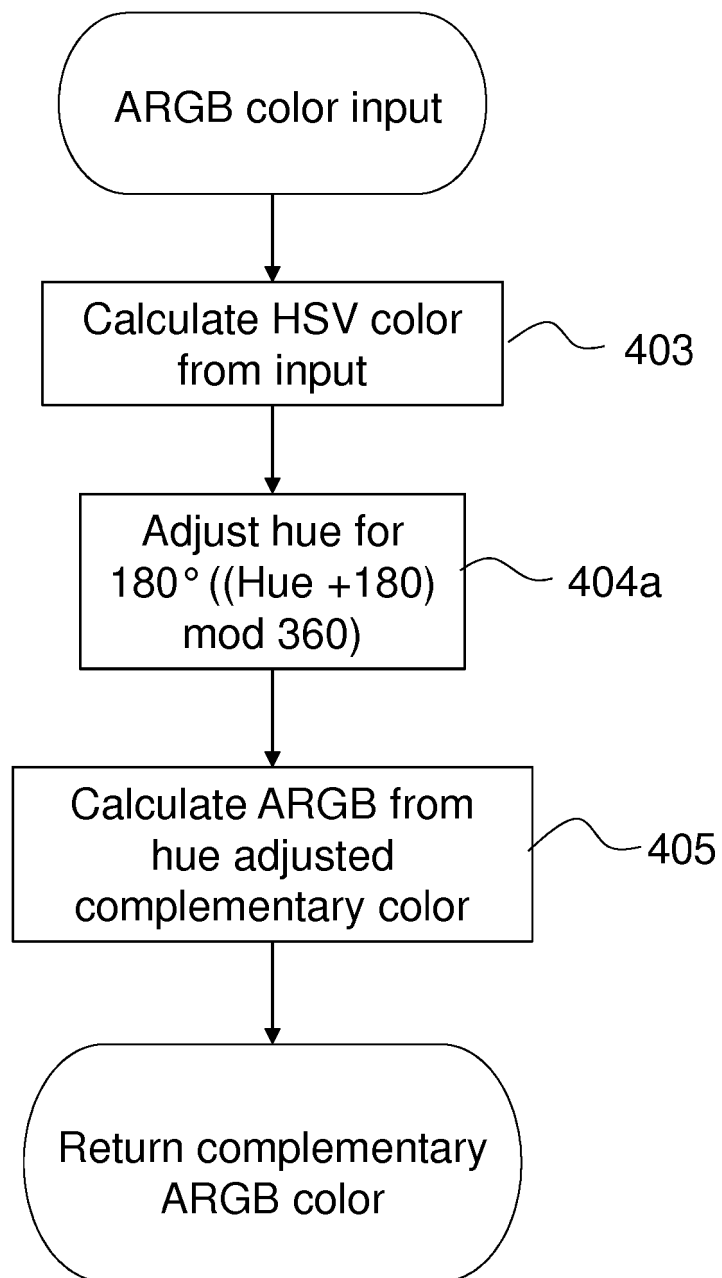 ARGB color input
Calculate HSV color
from input
403
Adjust hue for
180° ((Hue +180)
mod 360)
404a
Calculate ARGB from
hue adjusted
complementary color
405
Return complementary
ARGB color